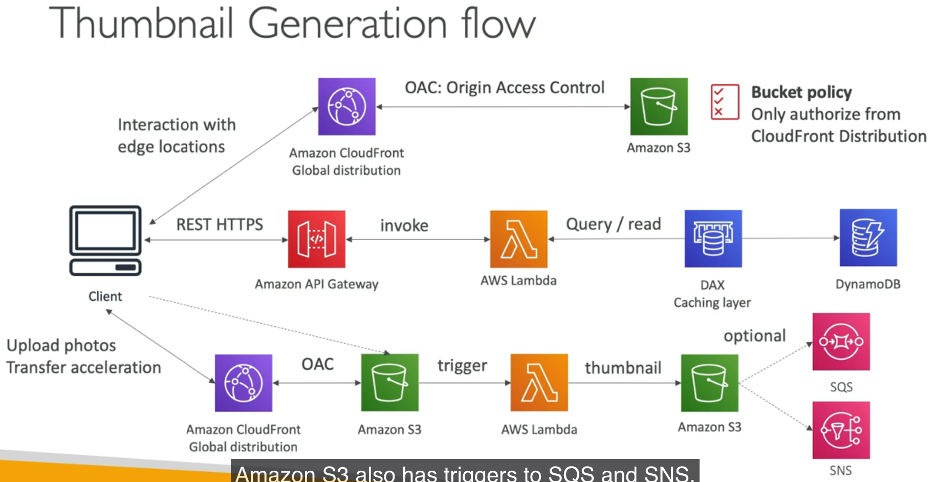 Thumbnail Generation flow
OAC: Origin Access Control
Bucket policy
Only authorize from
CloudFront Distribution
Interaction with
edge locations
Amazon CloudFront
Global distribution
Amazon S3
REST HTTPS
invoke
Query / read
Client
Amazon API Gateway
AWS Lambda
DAX
Caching layer
DynamoDB
Upload photos
Transfer acceleration
OAC
trigger
thumbnail
optional
SQS
Amazon CloudFront
Global distribution
Amazon S3
AWS Lambda
Amazon S3
SNS
Amazon S3 also has triggers to SQS and SNS.